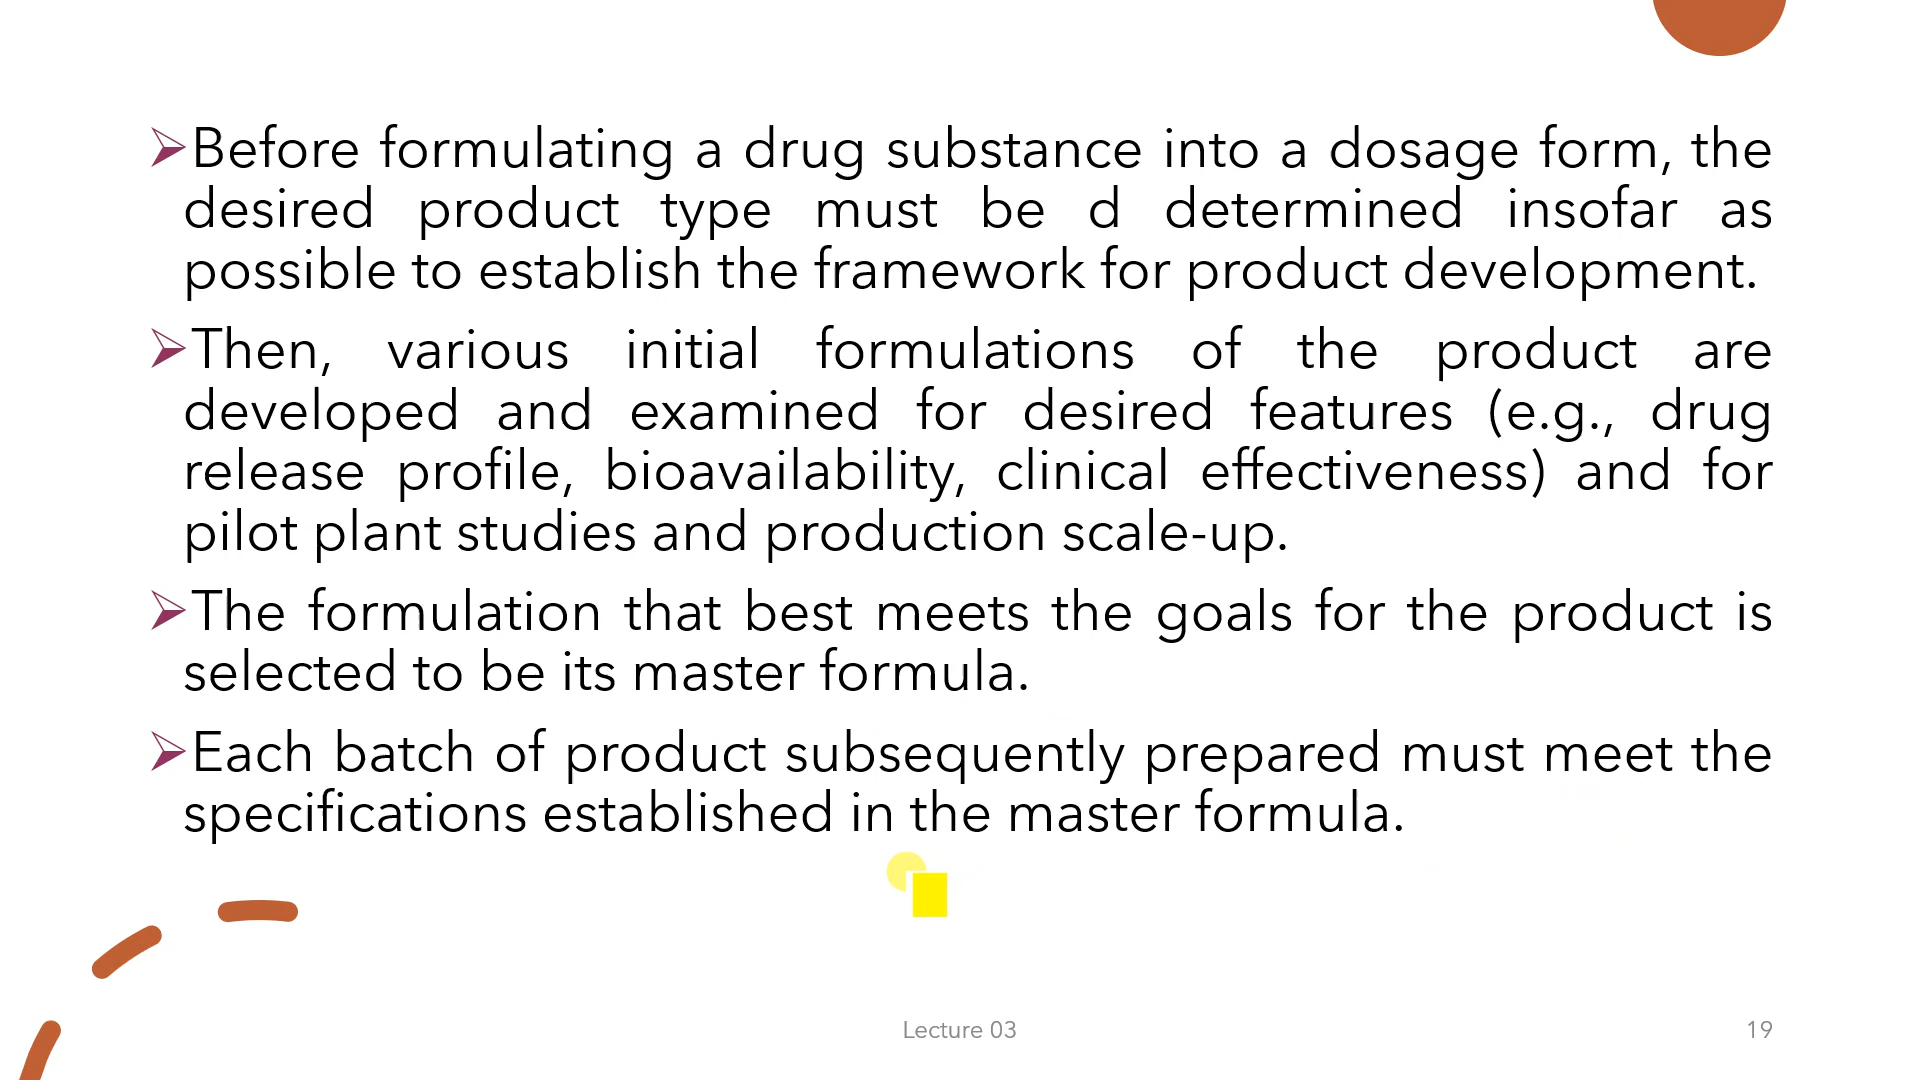 Before formulating a drug substance into a dosage form, the
desired product type must be d determined insofar as
possible to establish the framework for product development.
Then, various initial formulations of the product are
developed and examined for desired features (e.g., drug
release profile, bioavailability, clinical effectiveness) and for
pilot plant studies and production scale-up.
The formulation that best meets the goals for the product is
selected to be its master formula.
Each batch of product subsequently prepared must meet the
specifications established in the master formula.
Lecture 03
19